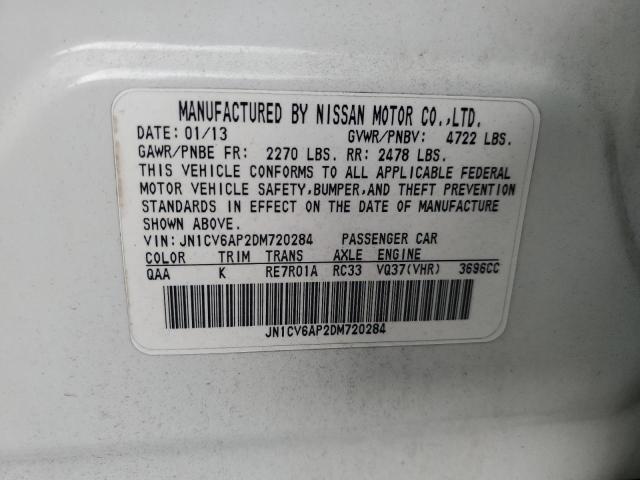 MANUFACTURED BY NISSAN MOTOR CO.,LTD.
DATE: 01/13 GVWR/PNBV: 4722 LBS.
GAWR/PNBE FR: 2270 LBS. RR: 2478 LBS.
THIS VEHICLE CONFORMS TO ALL APPLICABLE FEDERAL
MOTOR VEHICLE SAFETY,BUMPER,AND THEFT PREVENTION
STANDARDS IN EFFECT ON THE DATE OF MANUFACTURE
SHOWN ABOVE.
VIN:JN1CV6AP2DM720284 PASSENGER CAR
COLOR TRIM TRANS AXLE ENGINE
QAA K RE7R01A RC33 VQ37(VHR) 3696CC
JN1CV6AP2DM720284